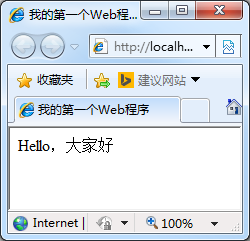 我的第一个Web程...
http://localh...
收藏夹
建议网站
我的第一个Web程序
Hello，大家好
Internet |
100%